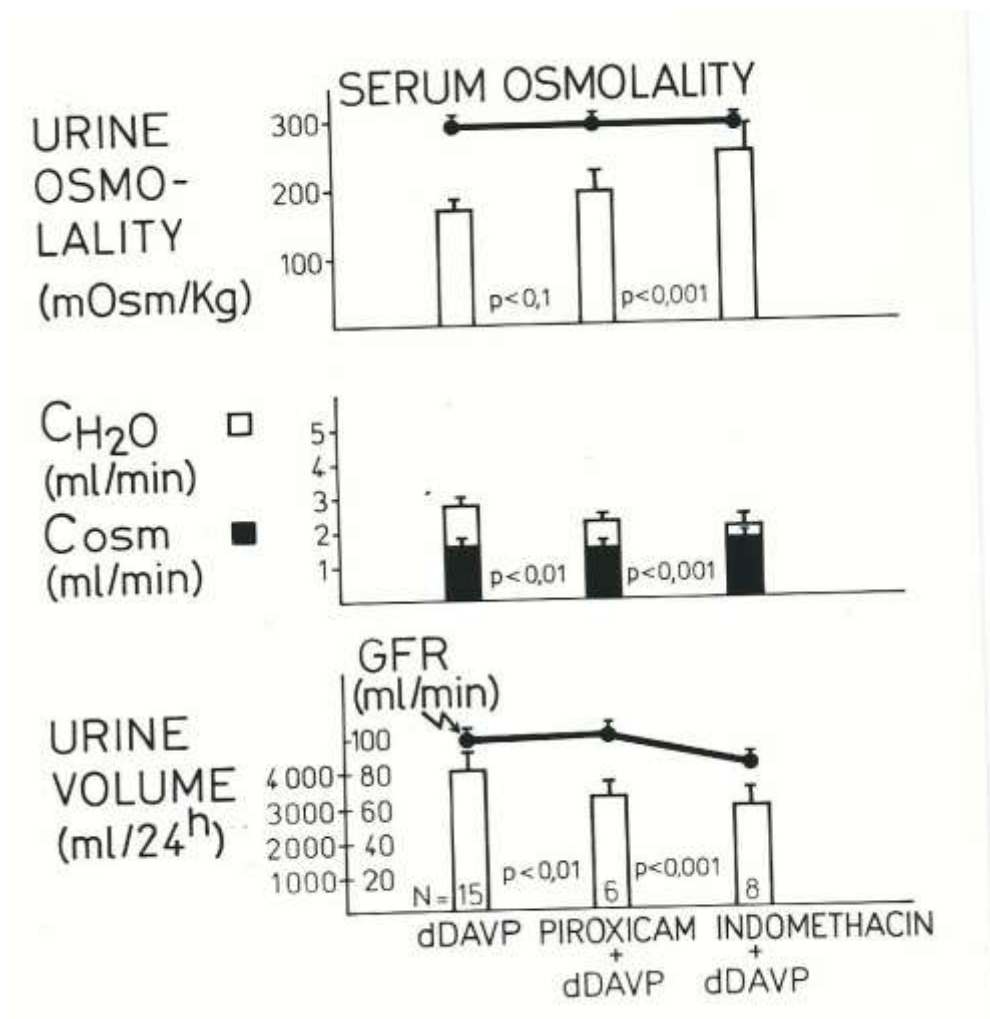 SERUM OSMOLALITY
URINE
OSMO-
LALITY
(mOsm/Kg)
300
200
100
p<0,1
p<0,001
CH₂O
(ml/min)
Cosm
(ml/min)
5
4
3
2
1
p<0,01
p<0,001
GFR
(ml/min)
URINE
VOLUME
(ml/24ʰ)
100
4000 80
3000 60
2000 40
1000 20
p<0,01
p<0,001
N= 15
6
8
dDAVP
PIROXICAM
+
dDAVP
INDOMETHACIN
+
dDAVP